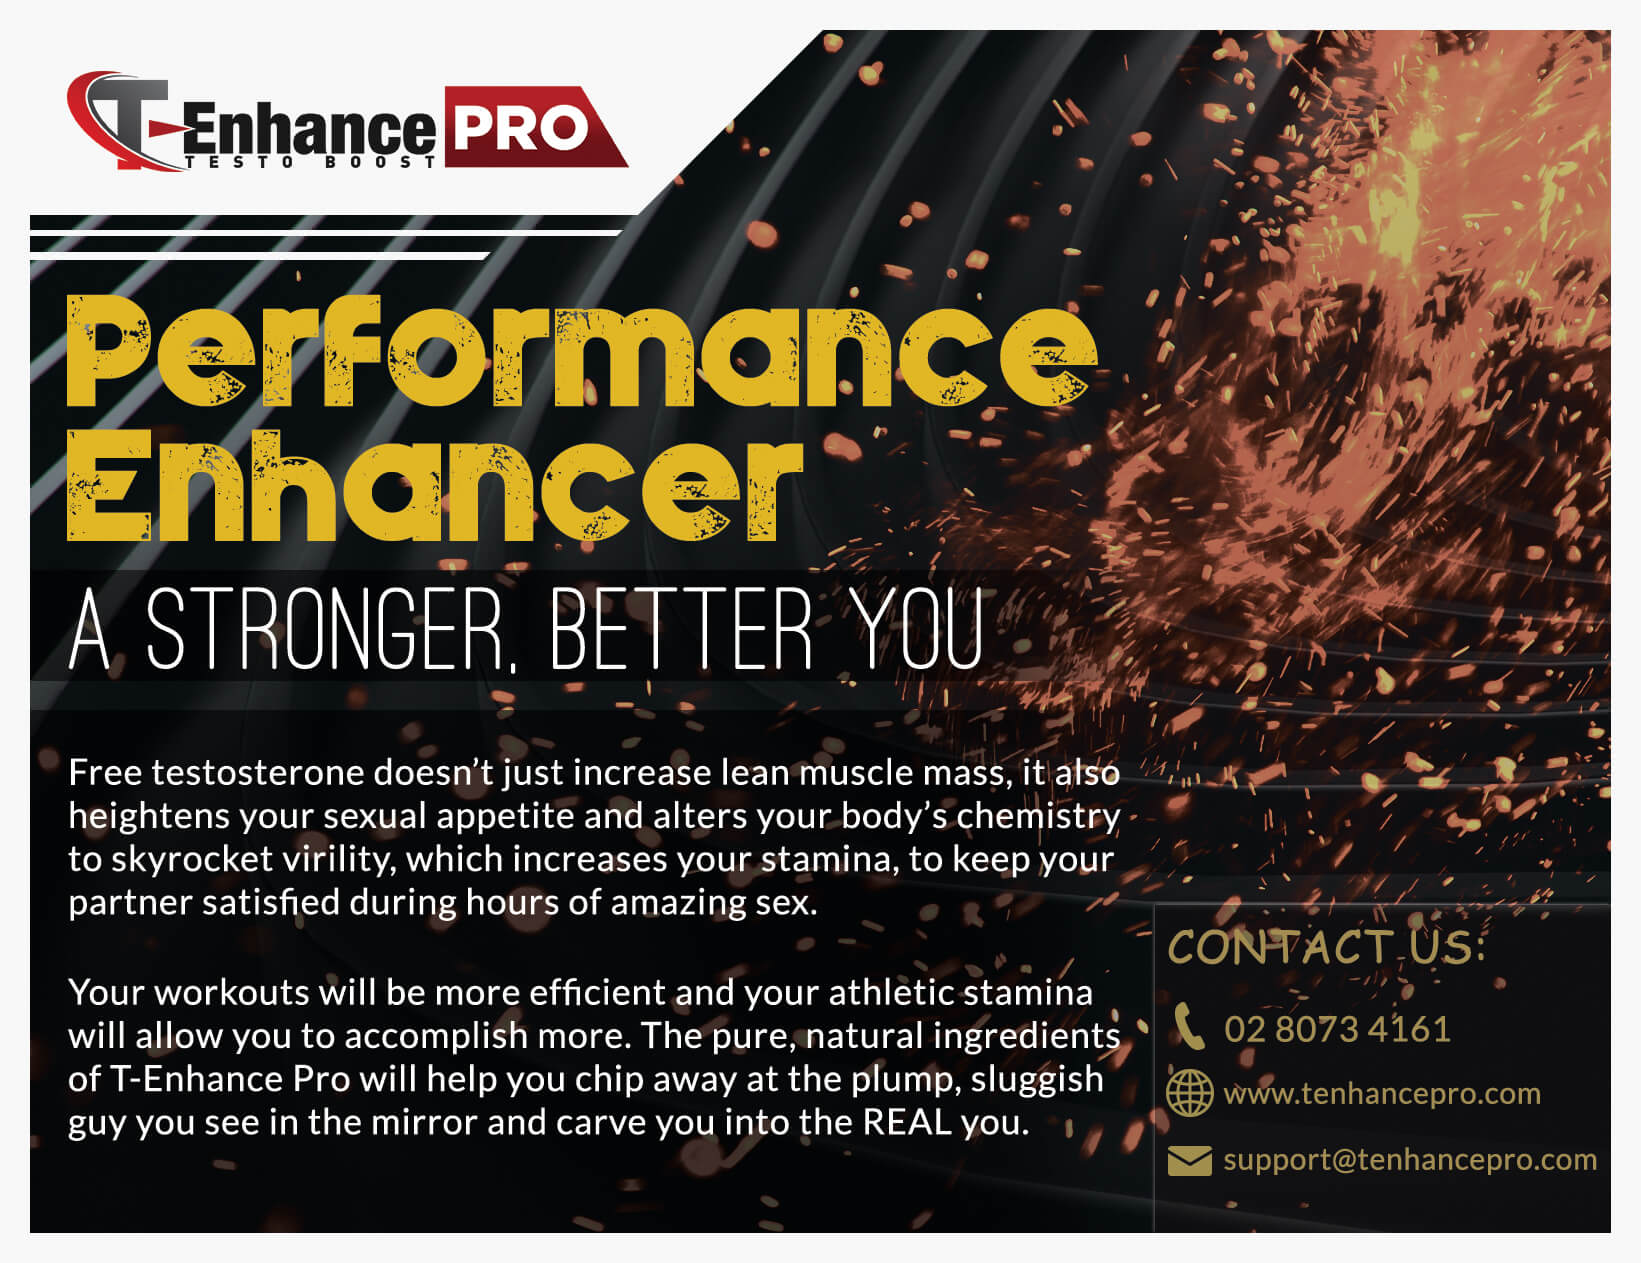 T-Enhance PRO
TESTO BOOST
Performance
Enhancer
A STRONGER, BETTER YOU
Free testosterone doesn’t just increase lean muscle mass, it also
heightens your sexual appetite and alters your body’s chemistry
to skyrocket virility, which increases your stamina, to keep your
partner satisfied during hours of amazing sex.
Your workouts will be more efficient and your athletic stamina
will allow you to accomplish more. The pure, natural ingredients
of T-Enhance Pro will help you chip away at the plump, sluggish
guy you see in the mirror and carve you into the REAL you.
CONTACT US:
02 8073 4161
www.tenhancepro.com
support@tenhancepro.com